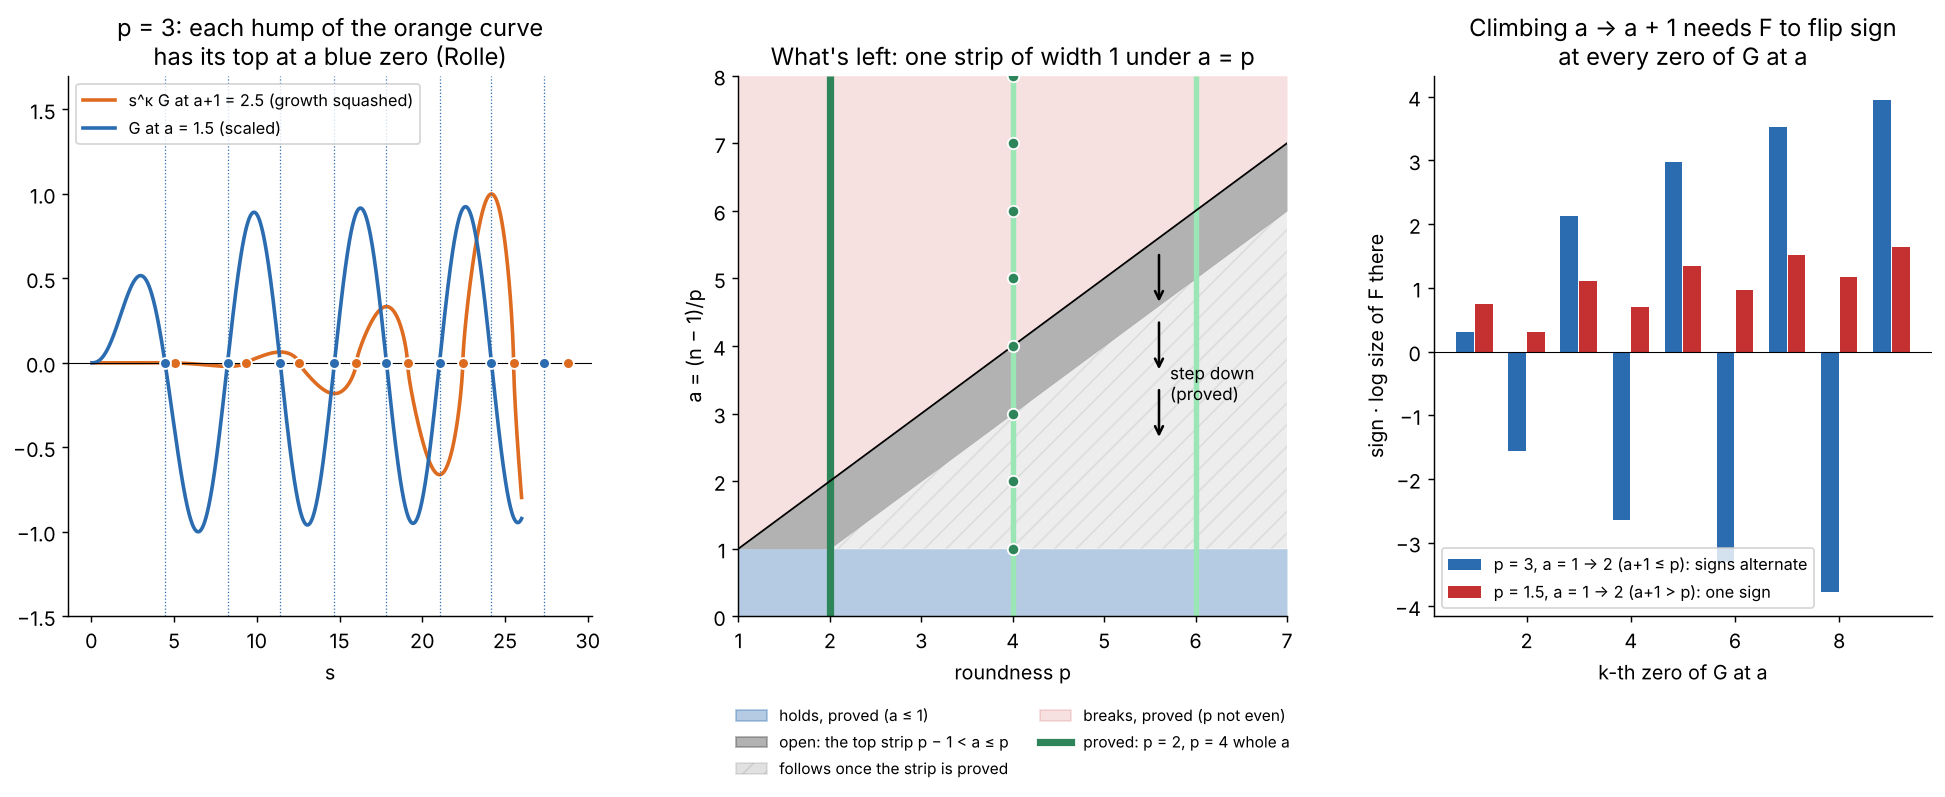 p = 3: each hump of the orange curve
has its top at a blue zero (Rolle)
s^κ G at a+1 = 2.5 (growth squashed)
G at a = 1.5 (scaled)
1.5
1.0
0.5
0.0
−0.5
−1.0
−1.5
0 5 10 15 20 25 30
s
What's left: one strip of width 1 under a = p
a = (n − 1)/p
8
7
6
5
4
3
2
1
0
step down
(proved)
1 2 3 4 5 6 7
roundness p
holds, proved (a ≤ 1)
open: the top strip p − 1 < a ≤ p
follows once the strip is proved
breaks, proved (p not even)
proved: p = 2, p = 4 whole a
Climbing a → a + 1 needs F to flip sign
at every zero of G at a
sign · log size of F there
4
3
2
1
0
−1
−2
−3
−4
p = 3, a = 1 → 2 (a+1 ≤ p): signs alternate
p = 1.5, a = 1 → 2 (a+1 > p): one sign
2 4 6 8
k-th zero of G at a